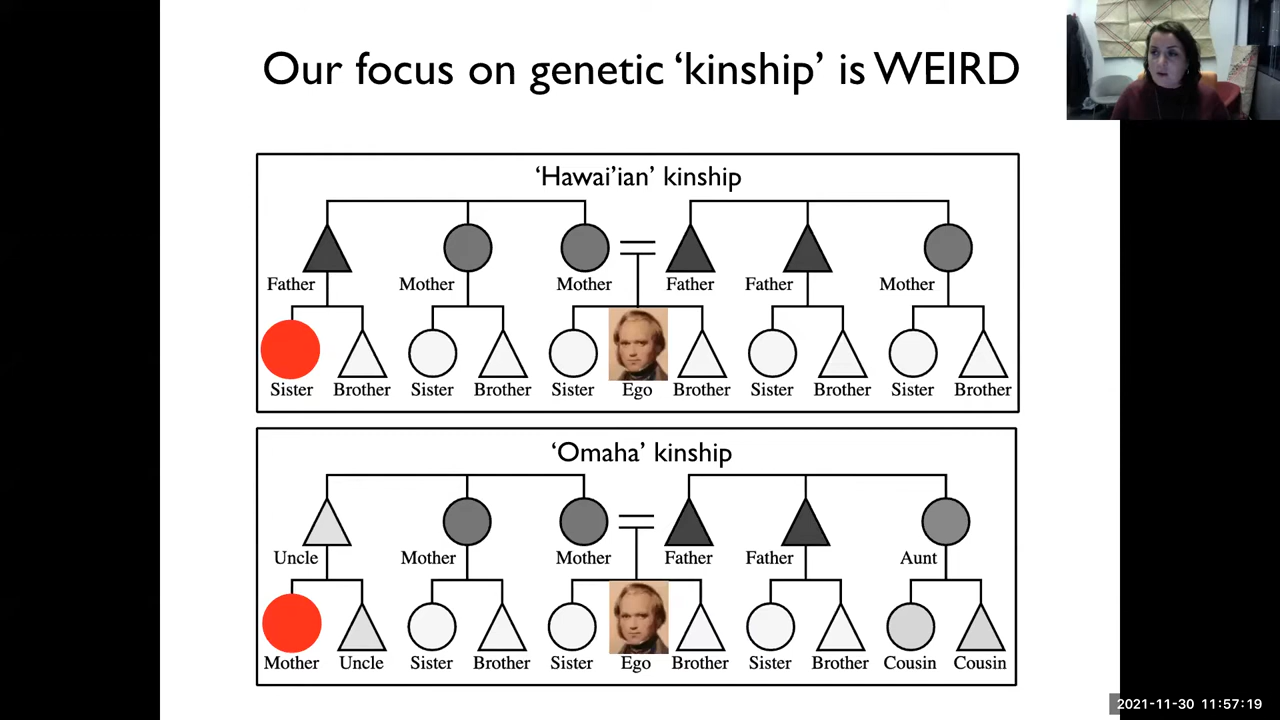 Our focus on genetic ‘kinship’ is WEIRD
‘Hawai’ian’ kinship
Father Mother Mother Father Father Mother
Sister Brother Sister Brother Sister Ego Brother Sister Brother Sister Brother
‘Omaha’ kinship
Uncle Mother Mother Father Father Aunt
Mother Uncle Sister Brother Sister Ego Brother Sister Brother Cousin Cousin
2021-11-30 11:57:19